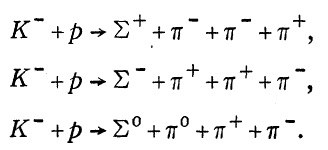 K⁻ + p → Σ⁺ + π⁻ + π⁻ + π⁺,
K⁻ + p → Σ⁻ + π⁺ + π⁺ + π⁻,
K⁻ + p → Σ⁰ + π⁰ + π⁺ + π⁻.